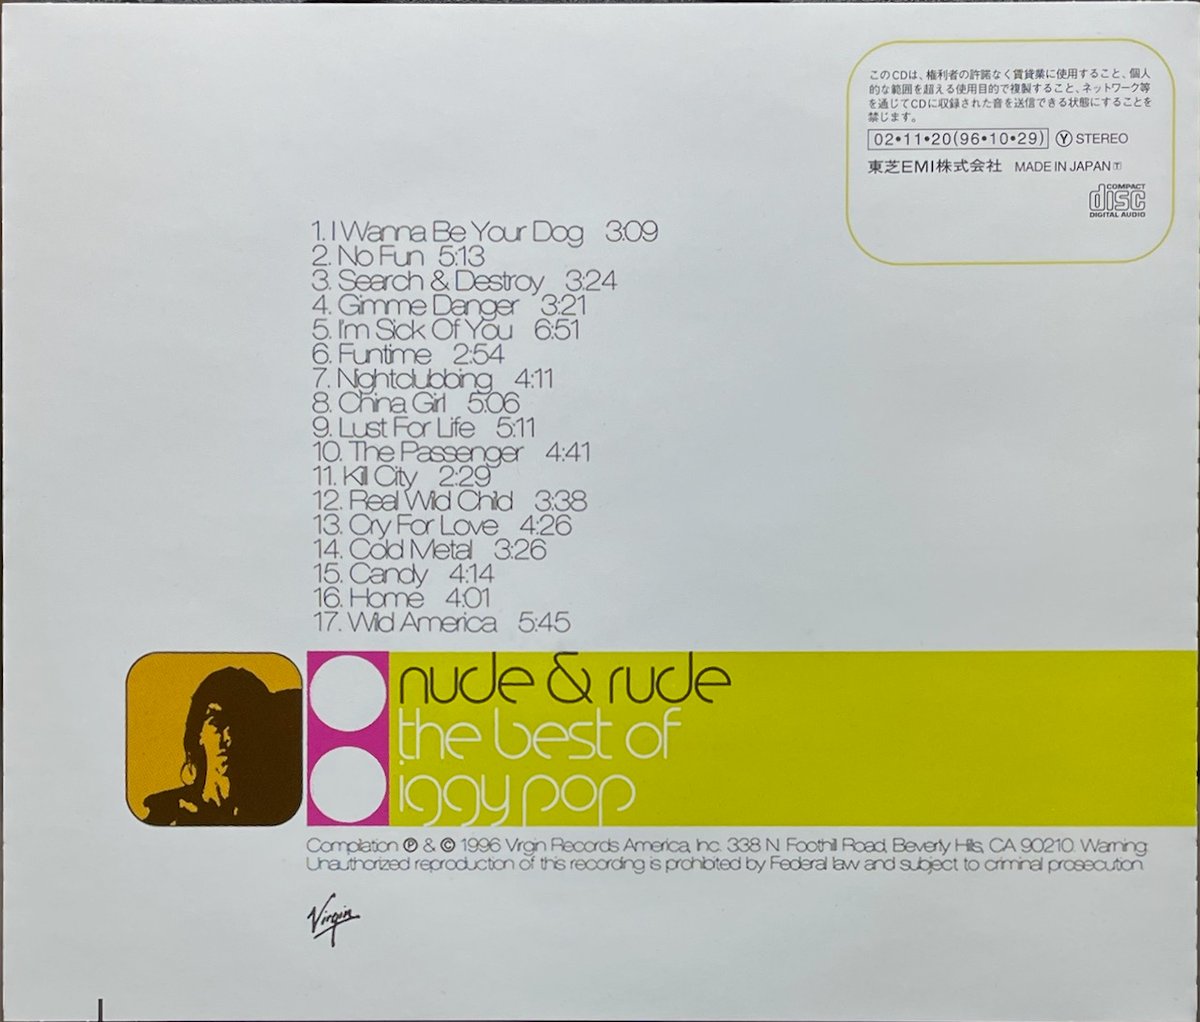 このCDは、権利者の許諾なく賃貸業に使用すること、個人
的な範囲を超える使用目的で複製すること、ネットワーク等
を通じてCDに収録された音を送信できる状態にすることを
禁じます。
02•11•20(96•10•29) Ⓨ STEREO
東芝EMI株式会社 MADE IN JAPAN 🅃
COMPACT
disc
DIGITAL AUDIO
1. I Wanna Be Your Dog 3:09
2. No Fun 5:13
3. Search & Destroy 3:24
4. Gimme Danger 3:21
5. I'm Sick Of You 6:51
6. Funtime 2:54
7. Nightclubbing 4:11
8. China Girl 5:06
9. Lust For Life 5:11
10. The Passenger 4:41
11. Kill City 2:29
12. Real Wild Child 3:38
13. Cry For Love 4:26
14. Cold Metal 3:26
15. Candy 4:14
16. Home 4:01
17. Wild America 5:45
nude & rude
the best of
iggy pop
Compilation ℗ & © 1996 Virgin Records America, Inc. 338 N. Foothill Road, Beverly Hills, CA 90210. Warning:
Unauthorized reproduction of this recording is prohibited by Federal law and subject to criminal prosecution.
Virgin